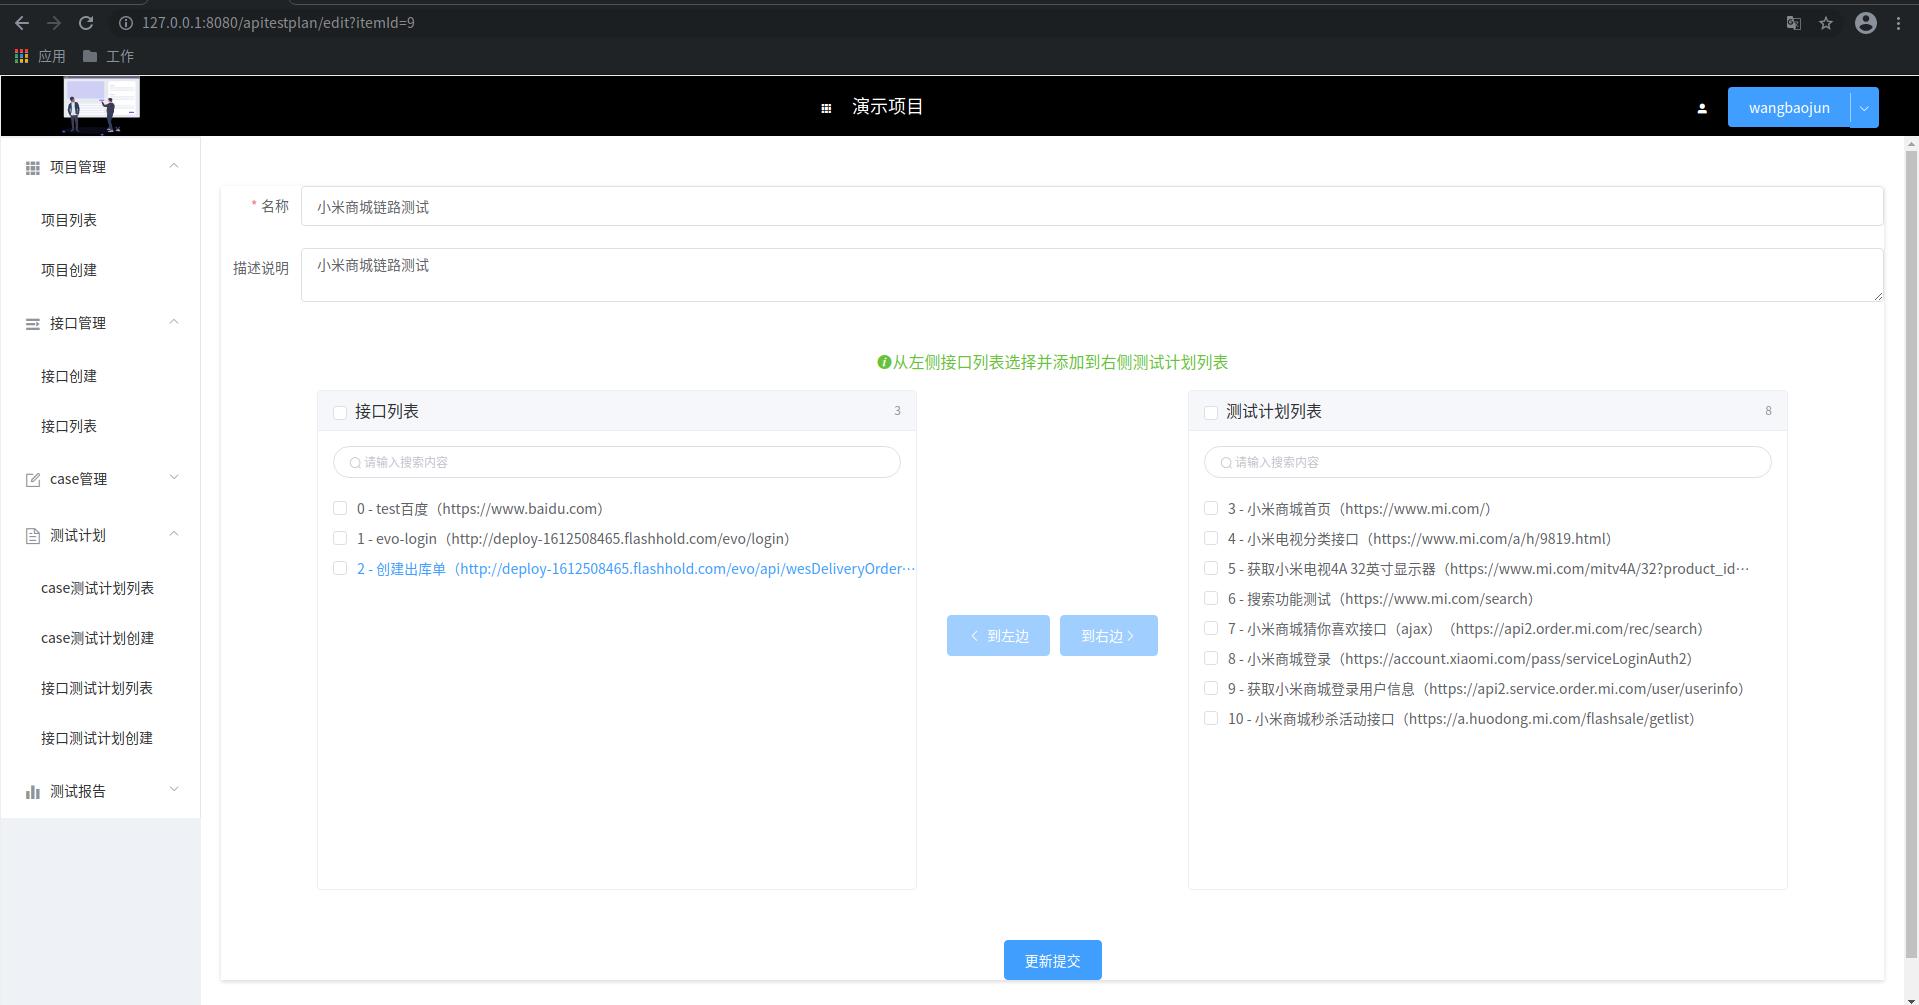 127.0.0.1:8080/apitestplan/edit?itemId=9
应用 工作
演示项目
wangbaojun
项目管理
项目列表
项目创建
接口管理
接口创建
接口列表
case管理
测试计划
case测试计划列表
case测试计划创建
接口测试计划列表
接口测试计划创建
测试报告
* 名称 小米商城链路测试
描述说明 小米商城链路测试
从左侧接口列表选择并添加到右侧测试计划列表
接口列表 3
请输入搜索内容
0 - test百度（https://www.baidu.com）
1 - evo-login（http://deploy-1612508465.flashhold.com/evo/login）
2 - 创建出库单（http://deploy-1612508465.flashhold.com/evo/api/wesDeliveryOrder…
到左边 到右边
测试计划列表 8
请输入搜索内容
3 - 小米商城首页（https://www.mi.com/）
4 - 小米电视分类接口（https://www.mi.com/a/h/9819.html）
5 - 获取小米电视4A 32英寸显示器（https://www.mi.com/mitv4A/32?product_id…
6 - 搜索功能测试（https://www.mi.com/search）
7 - 小米商城猜你喜欢接口（ajax）（https://api2.order.mi.com/rec/search）
8 - 小米商城登录（https://account.xiaomi.com/pass/serviceLoginAuth2）
9 - 获取小米商城登录用户信息（https://api2.service.order.mi.com/user/userinfo）
10 - 小米商城秒杀活动接口（https://a.huodong.mi.com/flashsale/getlist）
更新提交